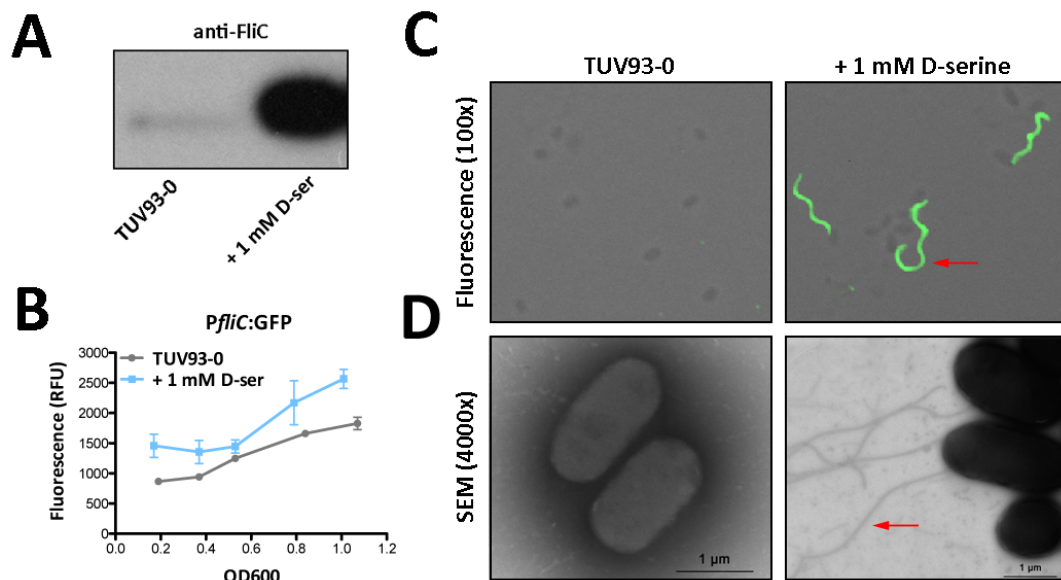 A
anti-FliC
TUV93-0
+ 1 mM D-ser
B
PfliC:GFP
Fluorescence (RFU)
3000
2500
2000
1500
1000
500
0
TUV93-0
+ 1 mM D-ser
0.0 0.2 0.4 0.6 0.8 1.0 1.2
OD600
C
TUV93-0
+ 1 mM D-serine
Fluorescence (100x)
D
SEM (4000x)
1 µm
1 µm